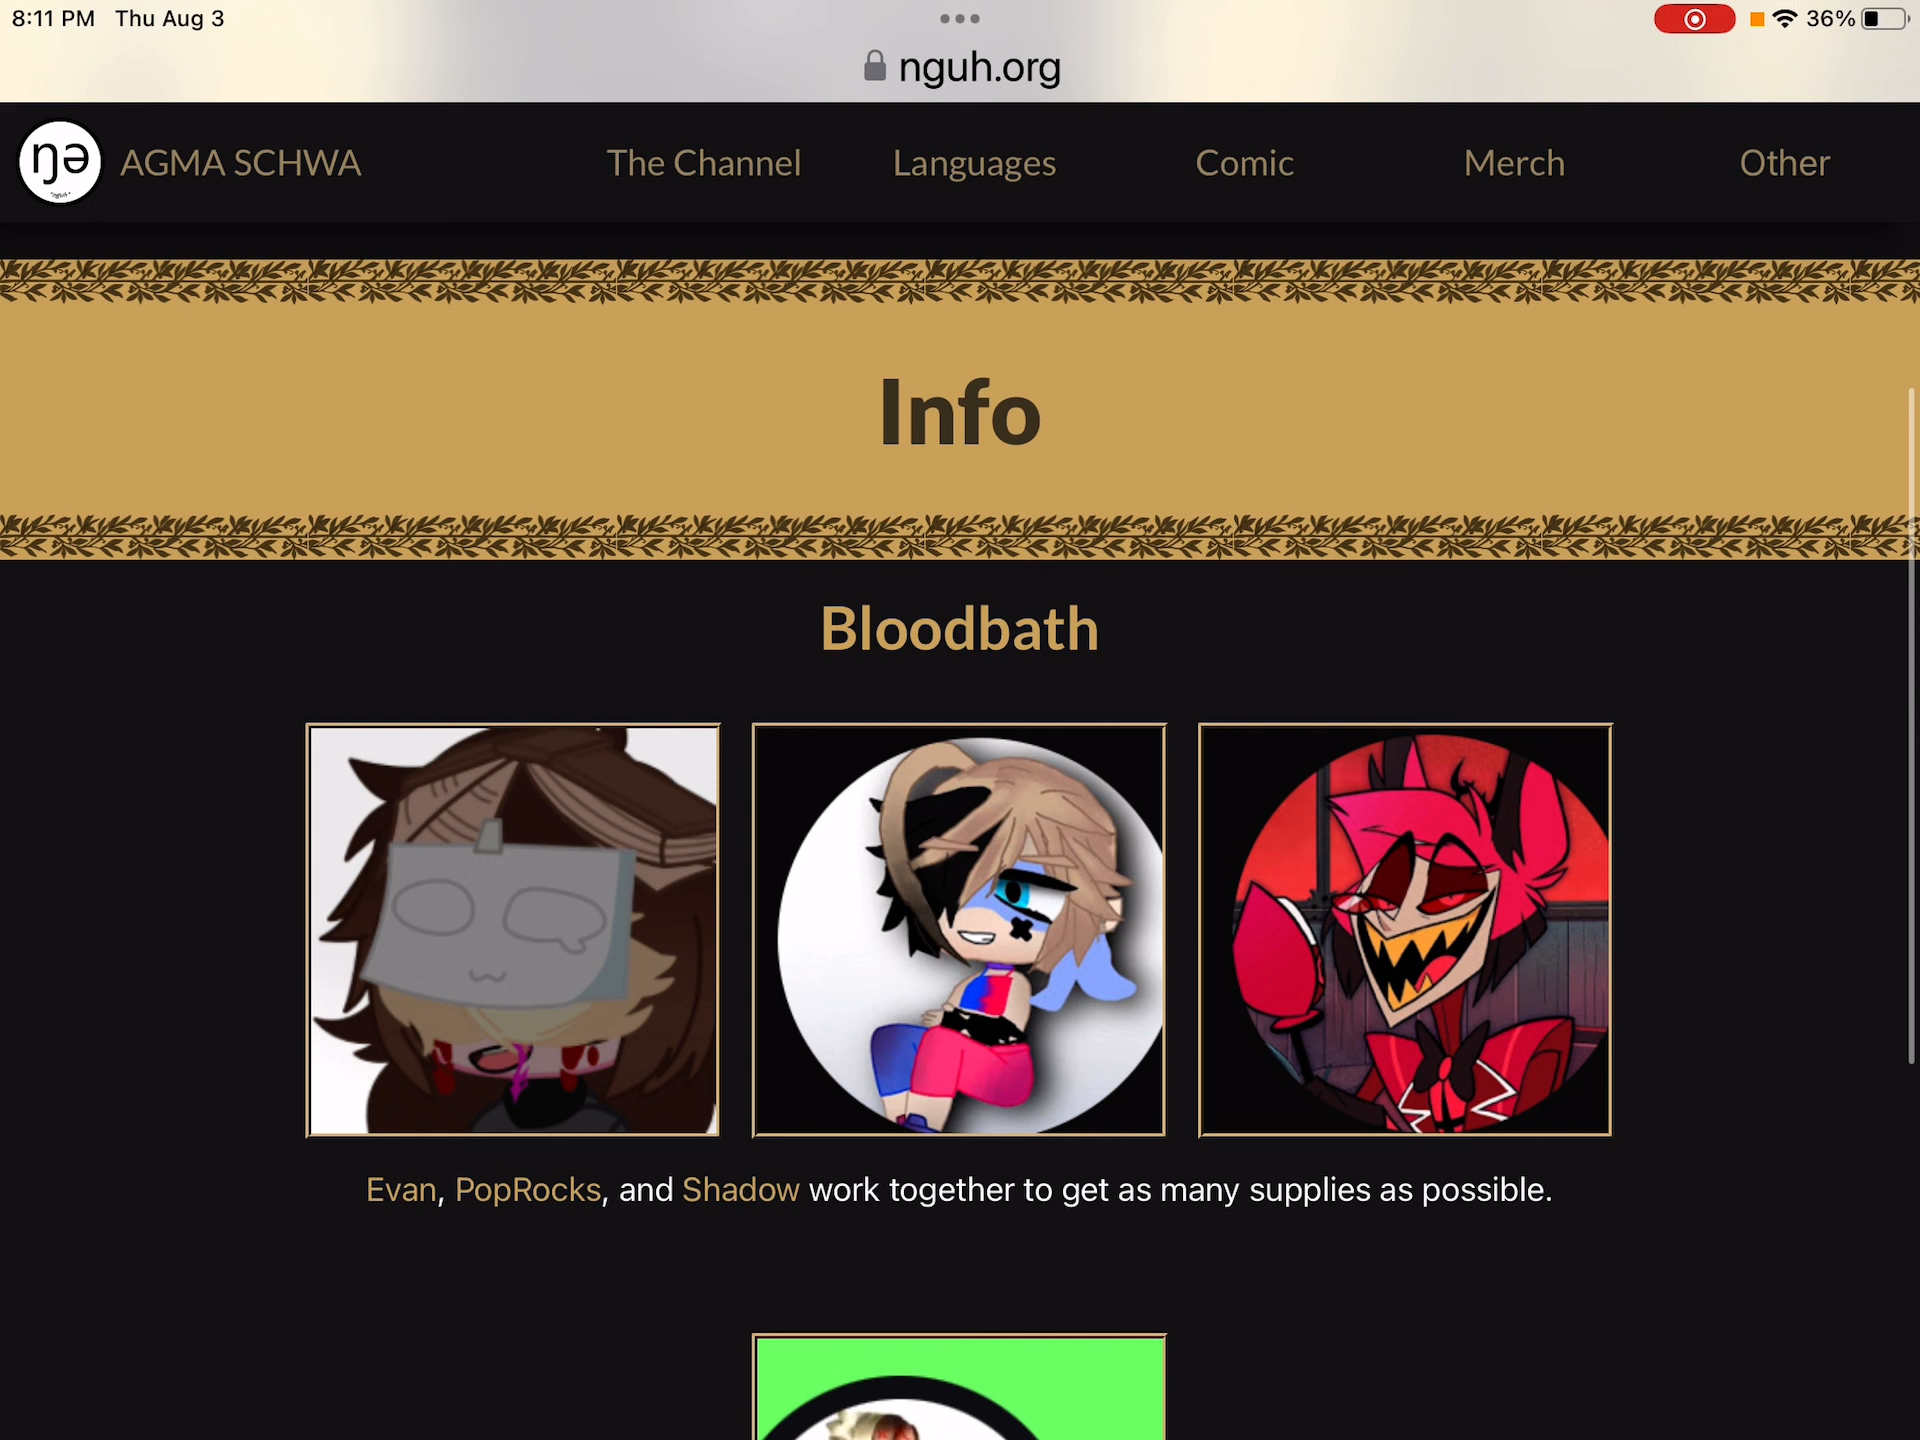 8:11 PM Thu Aug 3
36%
nguh.org
ŋə
AGMA SCHWA
The Channel
Languages
Comic
Merch
Other
Info
Bloodbath
Evan, PopRocks, and Shadow work together to get as many supplies as possible.